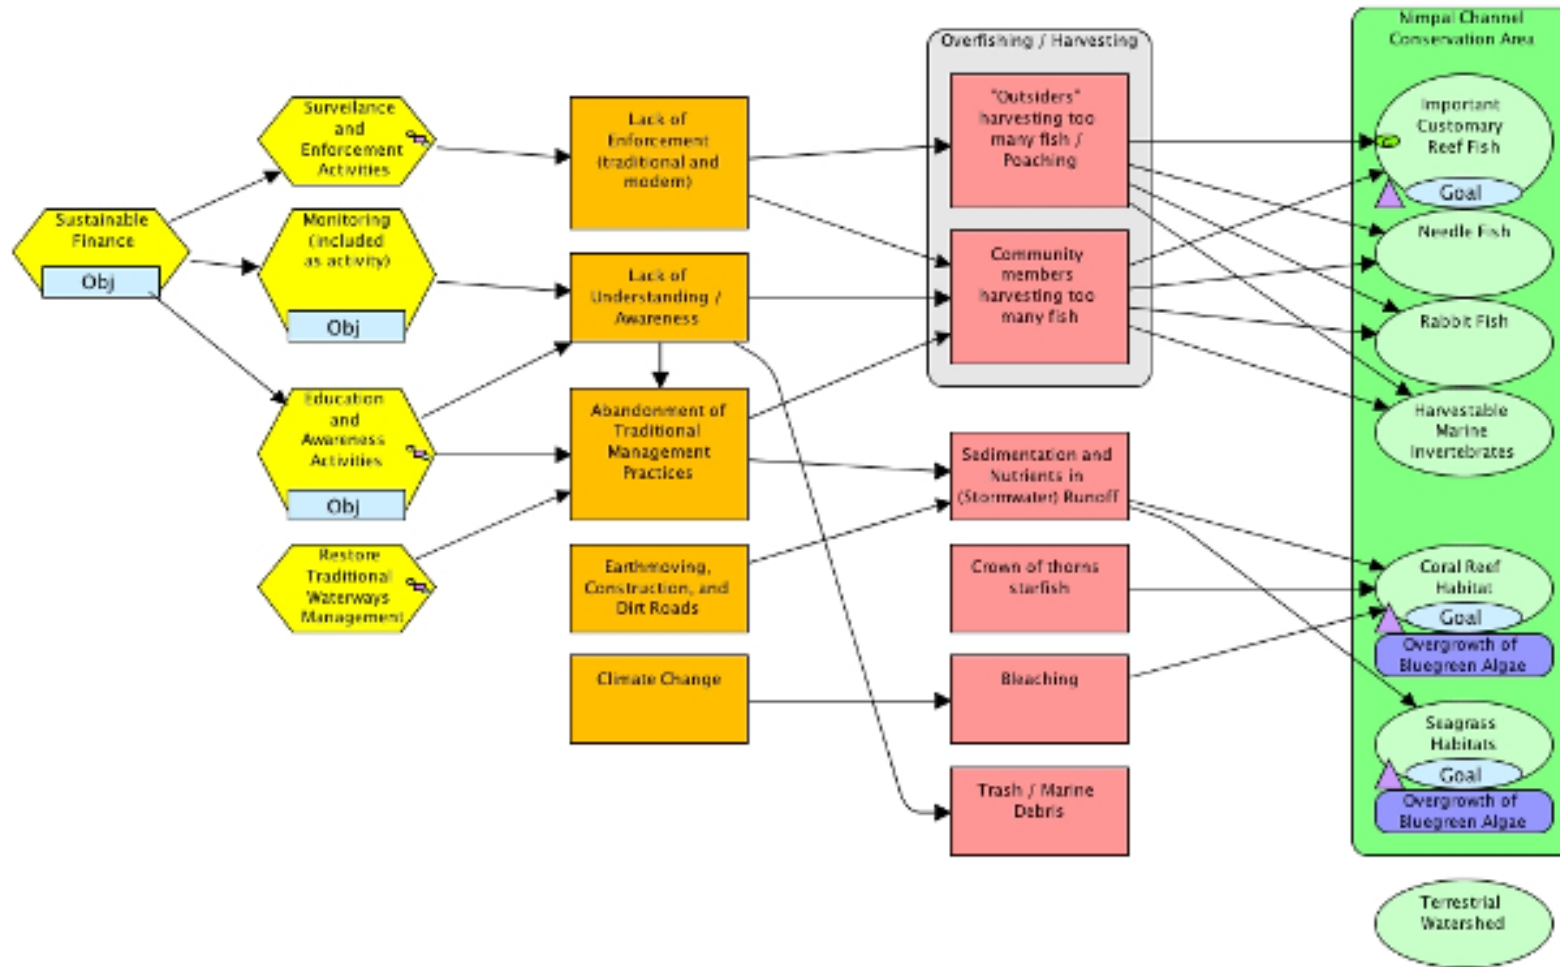 Nimpal Channel
Conservation Area
Overfishing / Harvesting
Surveilance
and
Enforcement
Activities
Lack of
Enforcement
(traditional and
modern)
"Outsiders"
harvesting too
many fish /
Poaching
Important
Customary
Reef Fish
Goal
Sustainable
Finance
Obj
Monitoring
(included
as activity)
Obj
Lack of
Understanding /
Awareness
Community
members
harvesting too
many fish
Needle Fish
Rabbit Fish
Education
and
Awareness
Activities
Obj
Abandonment of
Traditional
Management
Practices
Sedimentation and
Nutrients in
(Stormwater) Runoff
Harvestable
Marine
Invertebrates
Restore
Traditional
Waterways
Management
Earthmoving,
Construction, and
Dirt Roads
Crown of thorns
starfish
Coral Reef
Habitat
Goal
Overgrowth of
Bluegreen Algae
Climate Change
Bleaching
Seagrass
Habitats
Goal
Overgrowth of
Bluegreen Algae
Trash / Marine
Debris
Terrestrial
Watershed